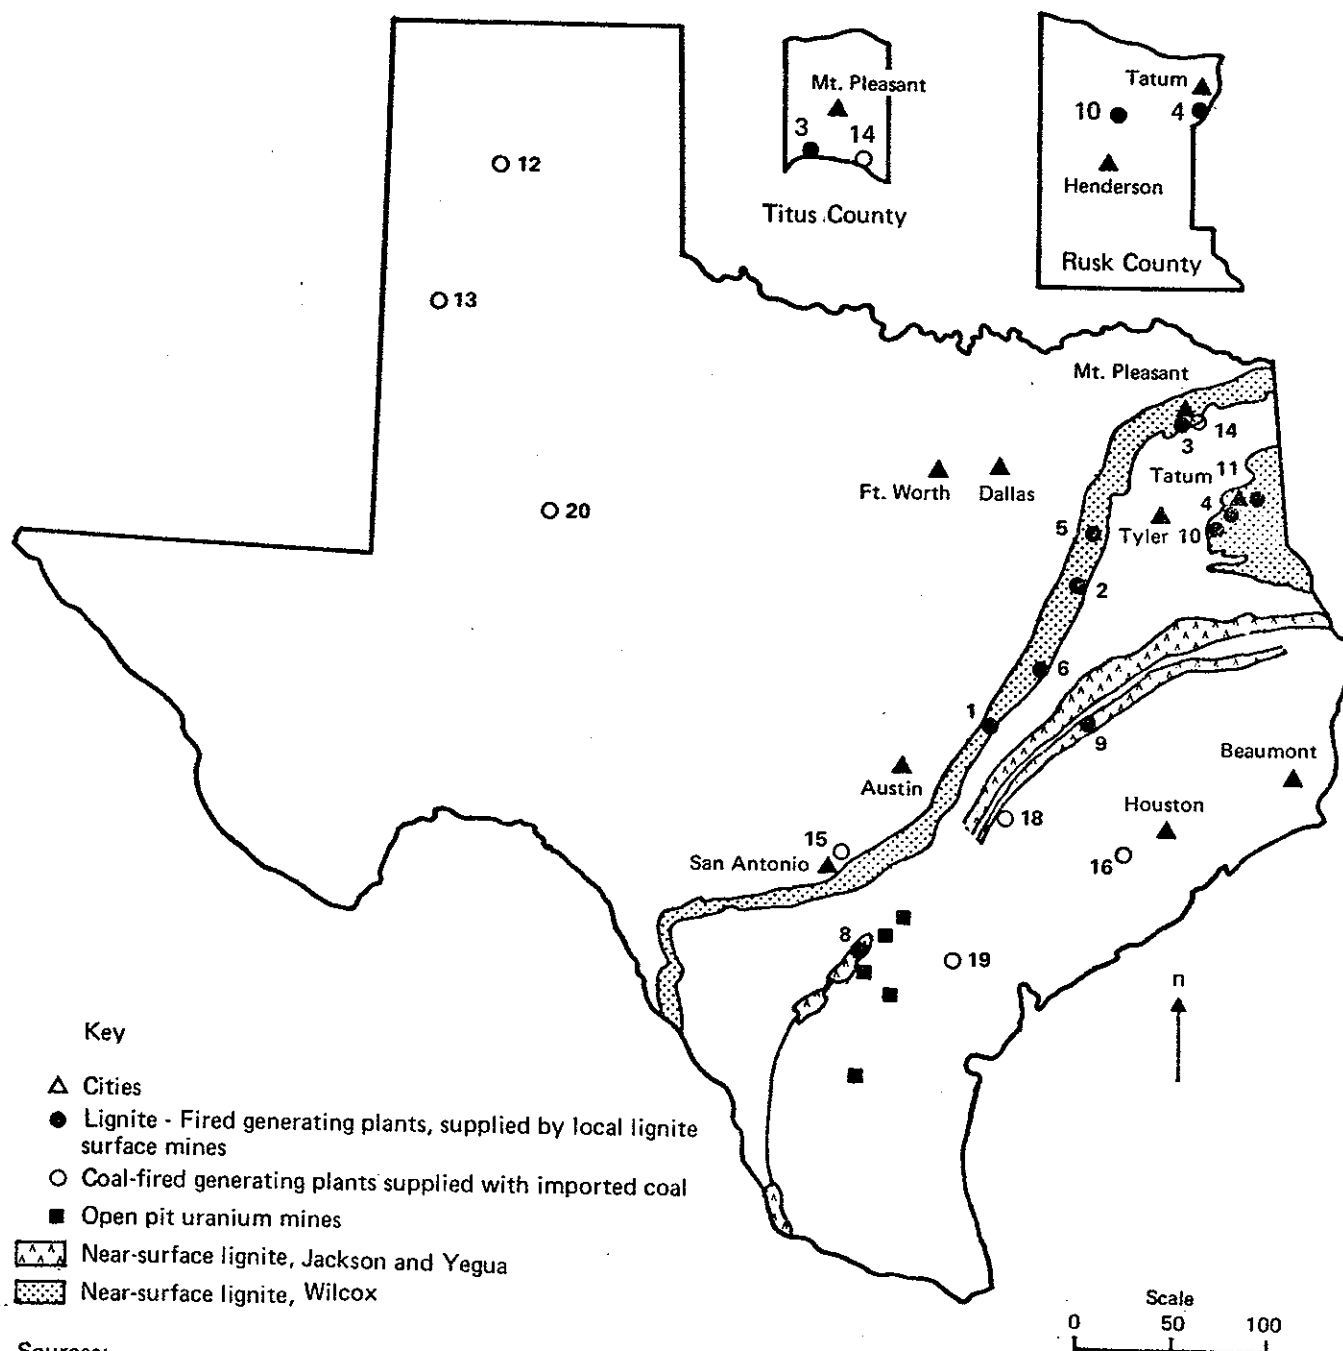 Mt. Pleasant
3
14
Titus County
Tatum
10
4
Henderson
Rusk County
12
13
20
Mt. Pleasant
14
3
Ft. Worth
Dallas
Tatum
11
4
Tyler
10
5
2
6
1
9
Austin
Beaumont
Houston
18
15
San Antonio
16
8
19
n
Key
Cities
Lignite - Fired generating plants, supplied by local lignite
surface mines
Coal-fired generating plants supplied with imported coal
Open pit uranium mines
Near-surface lignite, Jackson and Yegua
Near-surface lignite, Wilcox
Scale
0 50 100